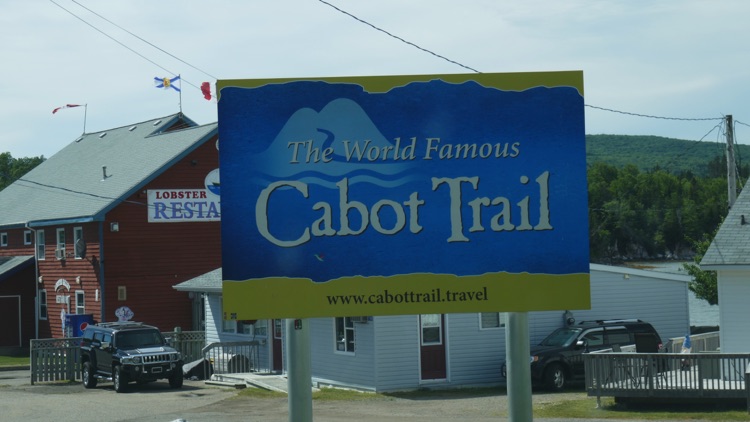 LOBSTER
RESTA
The World Famous
Cabot Trail
www.cabottrail.travel